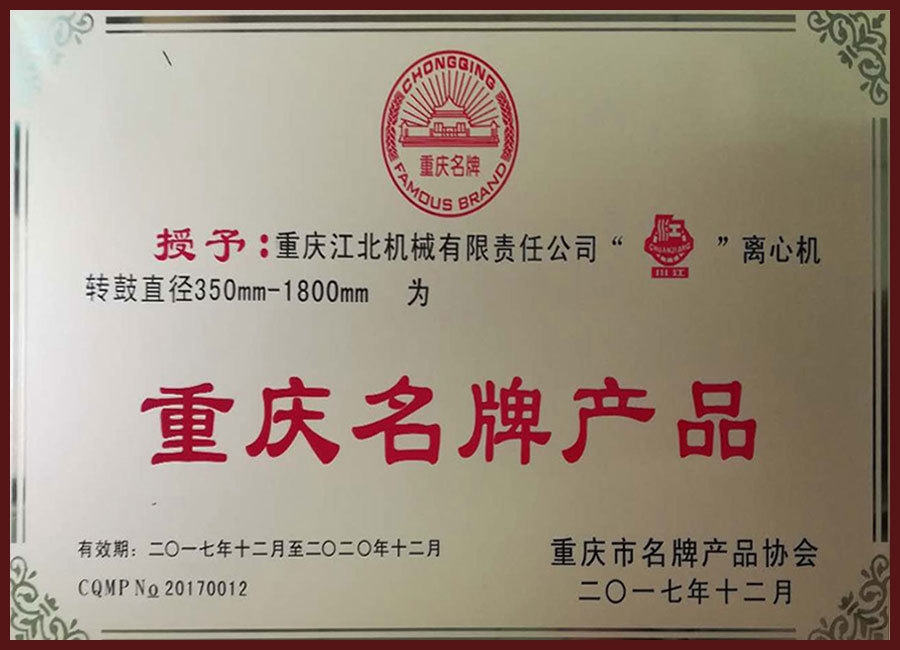 CHONGQING
重庆名牌
FAMOUS BRAND
授予：重庆江北机械有限责任公司“ 江 CHUANJIANG 川江 ”离心机
转鼓直径350mm-1800mm 为
重庆名牌产品
有效期：二〇一七年十二月至二〇二〇年十二月
CQMP No 20170012
重庆市名牌产品协会
二〇一七年十二月